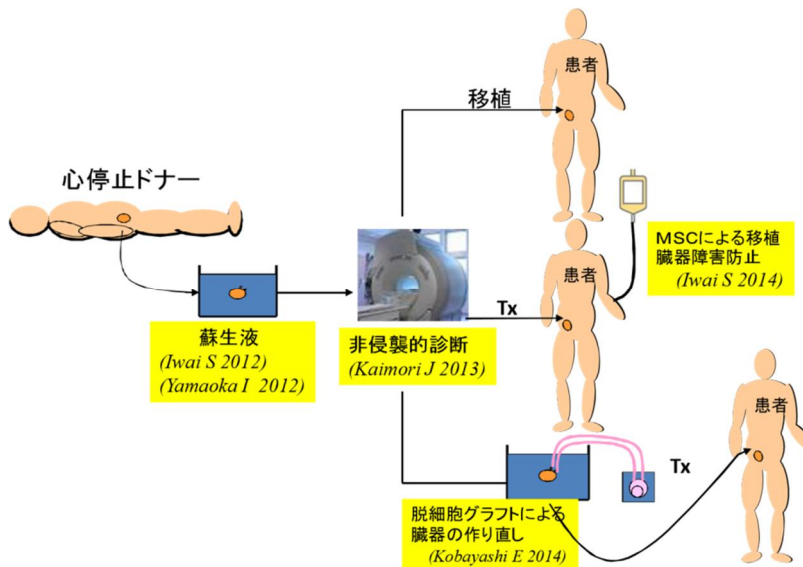 患者
移植
心停止ドナー
MSCによる移植
臓器障害防止
(Iwai S 2014)
患者
Tx
蘇生液
(Iwai S 2012)
(Yamaoka I 2012)
非侵襲的診断
(Kaimori J 2013)
患者
Tx
脱細胞グラフトによる
臓器の作り直し
(Kobayashi E 2014)